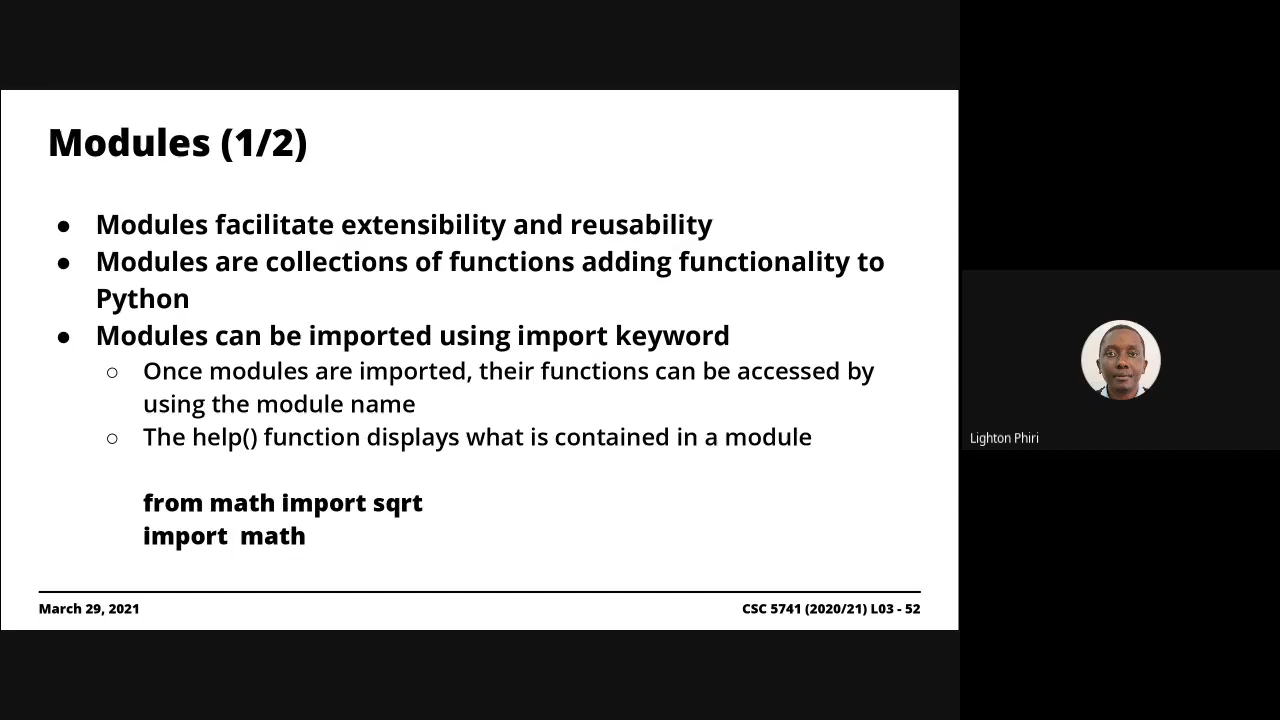 Modules (1/2)
● Modules facilitate extensibility and reusability
● Modules are collections of functions adding functionality to
Python
● Modules can be imported using import keyword
○ Once modules are imported, their functions can be accessed by
using the module name
○ The help() function displays what is contained in a module
from math import sqrt
import  math
March 29, 2021
CSC 5741 (2020/21) L03 - 52
Lighton Phiri